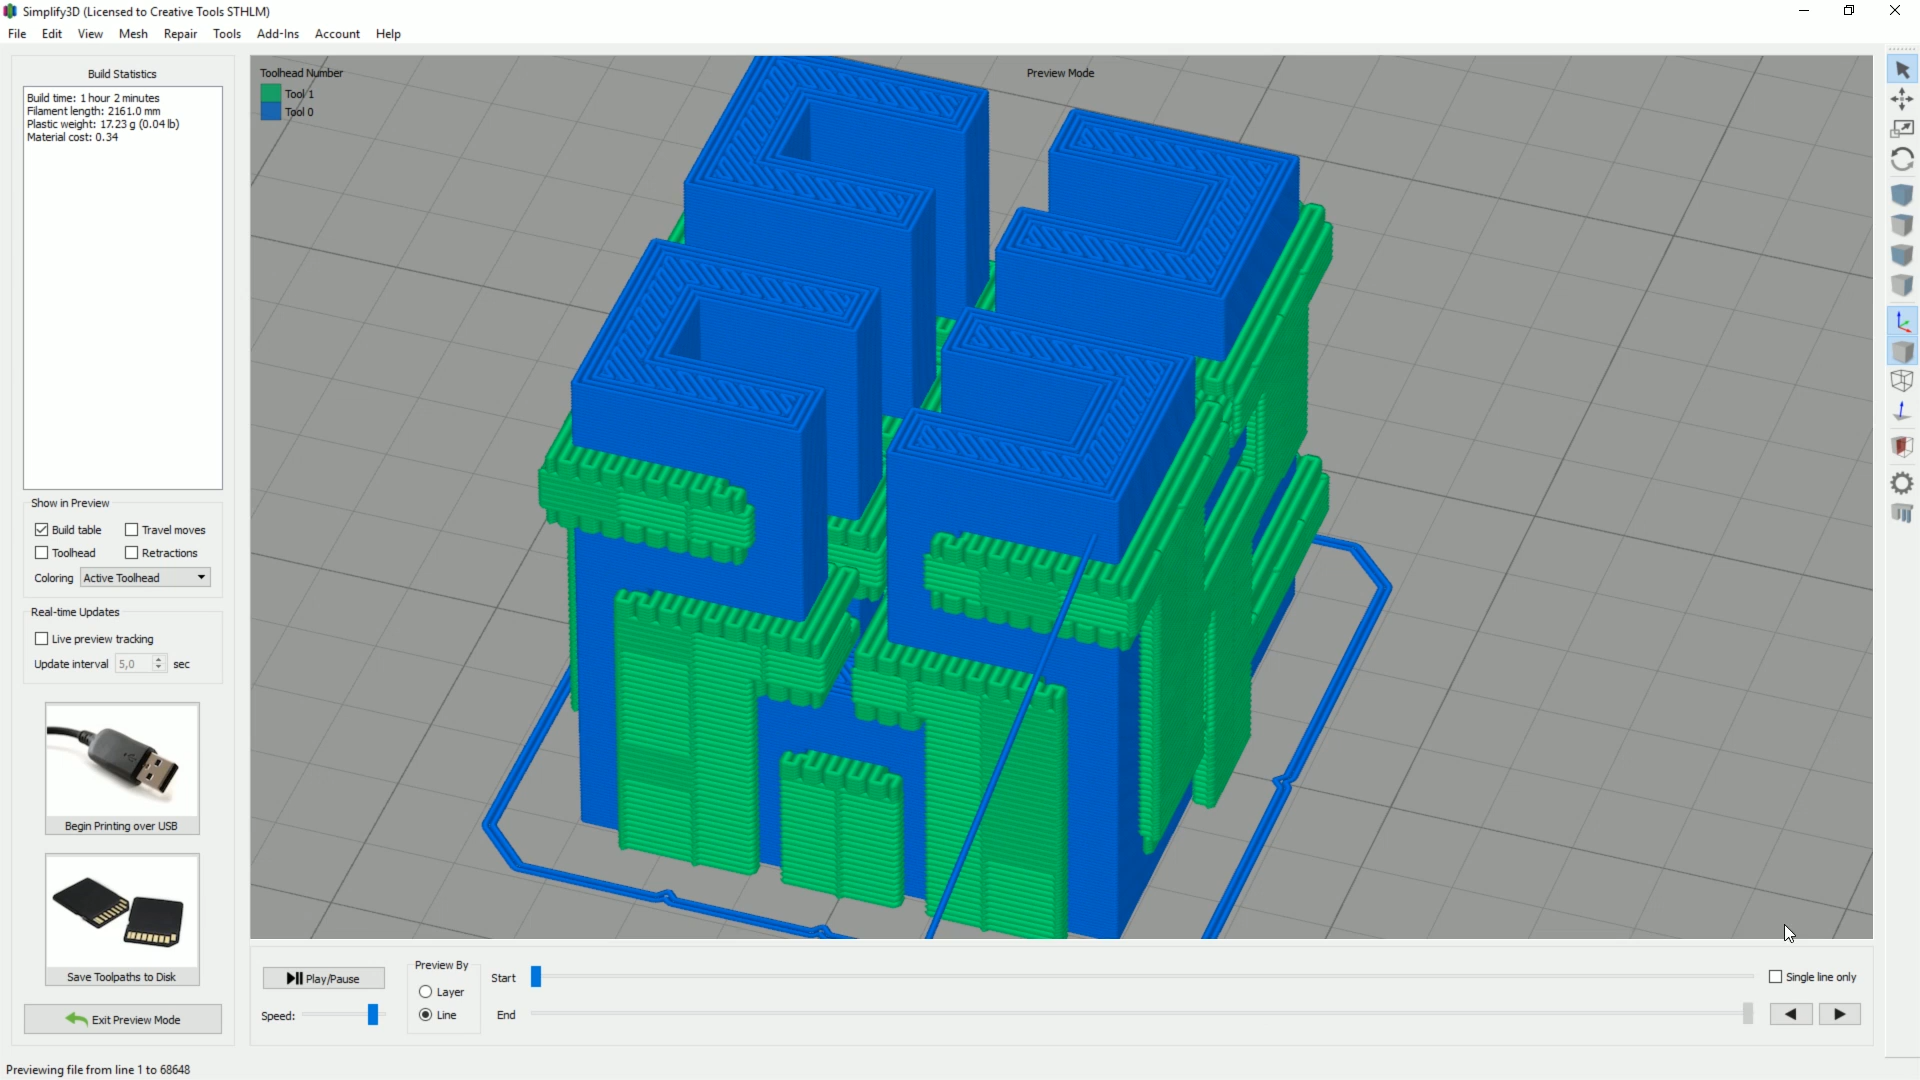 Simplify3D (Licensed to Creative Tools STHLM)
File Edit View Mesh Repair Tools Add-Ins Account Help
Build Statistics
Build time: 1 hour 2 minutes
Filament length: 2161.0 mm
Plastic weight: 17.23 g (0.04 lb)
Material cost: 0.34
Toolhead Number
Tool 1
Tool 0
Preview Mode
Show in Preview
Build table Travel moves
Toolhead Retractions
Coloring Active Toolhead
Real-time Updates
Live preview tracking
Update interval 5,0 sec
Begin Printing over USB
Save Toolpaths to Disk
Exit Preview Mode
Play/Pause
Speed:
Preview By
Layer
Line
Start
End
Single line only
Previewing file from line 1 to 68648